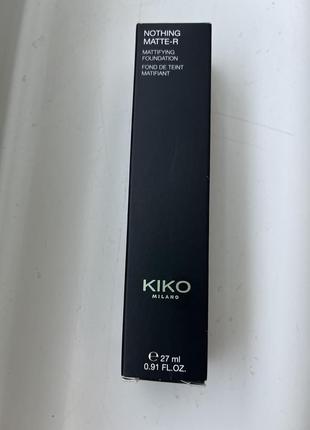 NOTHING
MATTE-R
MATTIFYING
FOUNDATION
FOND DE TEINT
MATIFIANT
KIKO
MILANO
℮ 27 ml
0.91 FL.OZ.